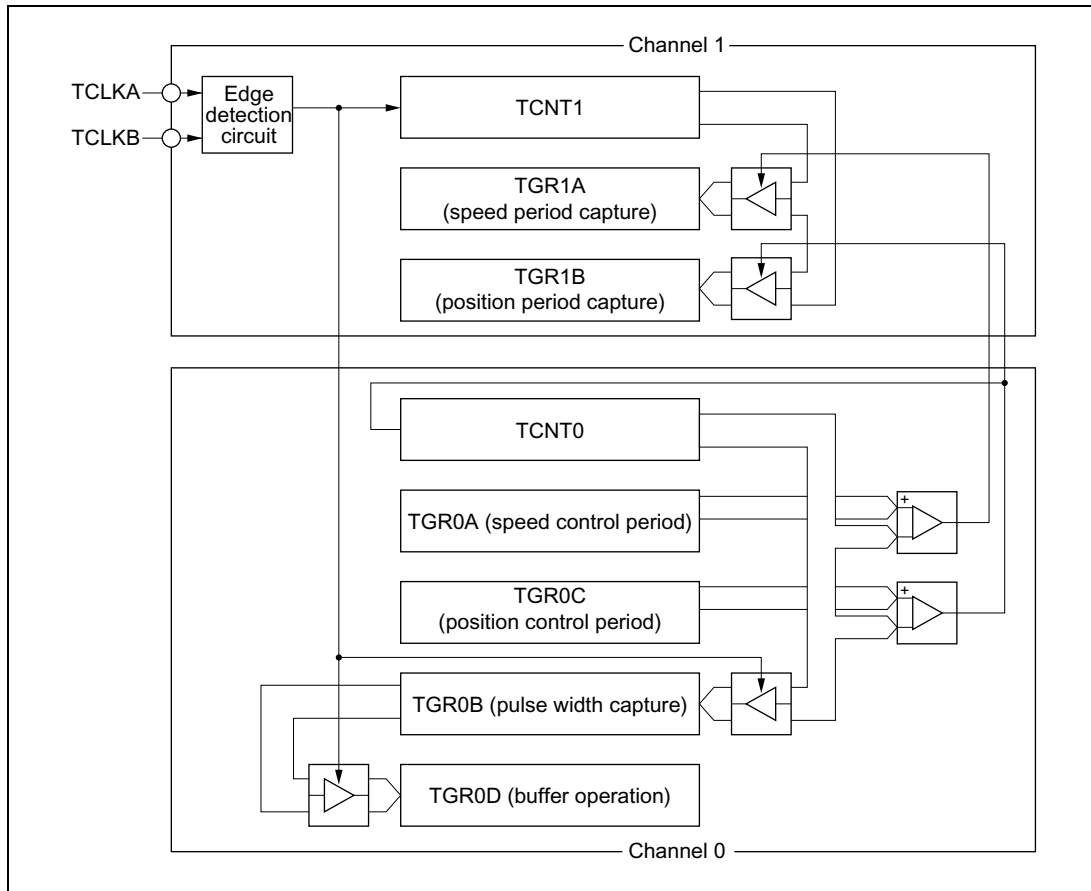 Channel 1
TCLKA
TCLKB
Edge
detection
circuit
TCNT1
TGR1A
(speed period capture)
TGR1B
(position period capture)
TCNT0
TGR0A (speed control period)
+
TGR0C
(position control period)
+
TGR0B (pulse width capture)
TGR0D (buffer operation)
Channel 0